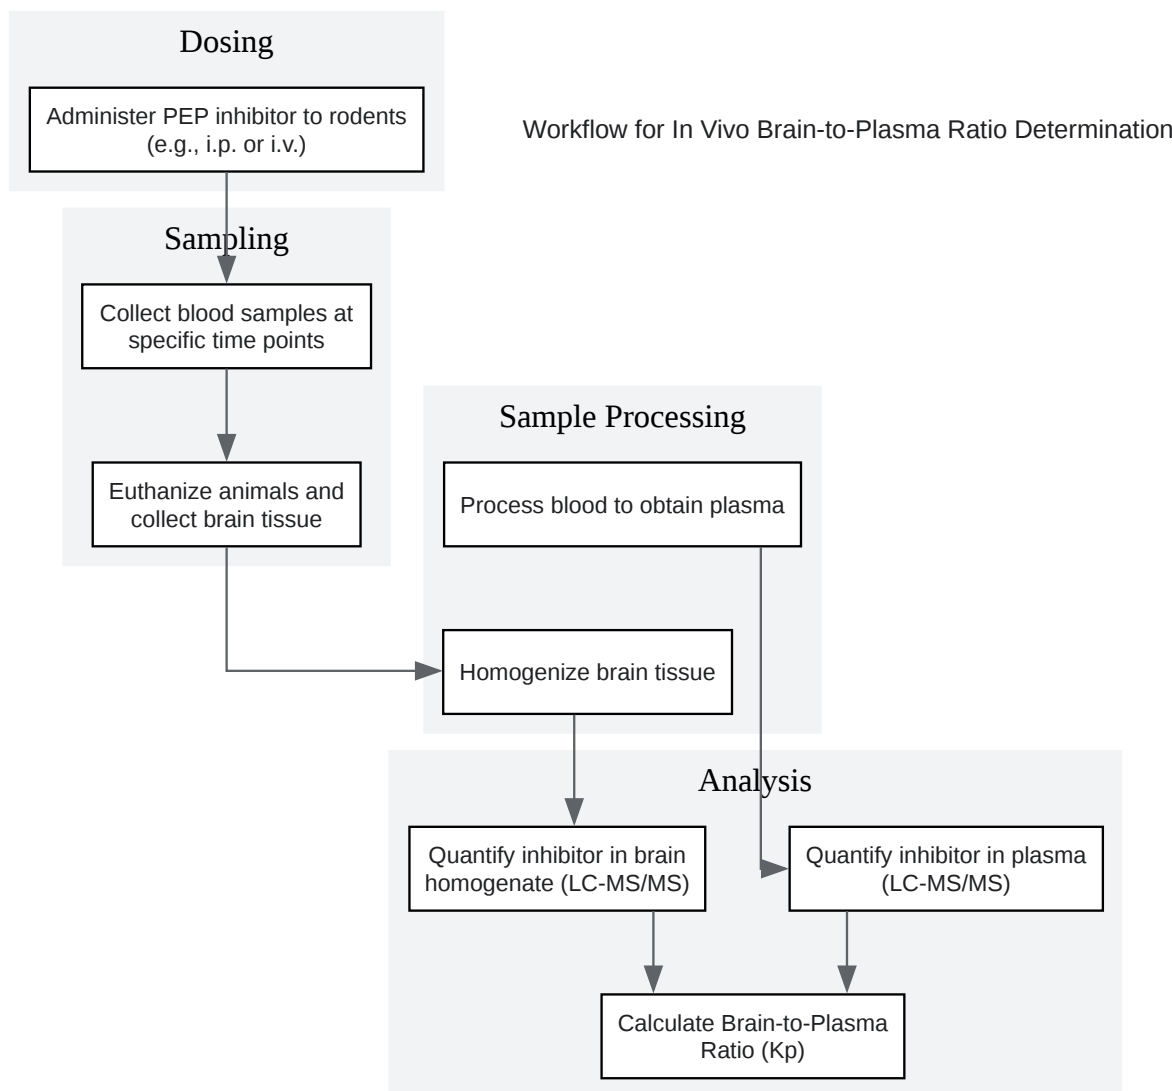 Dosing
Administer PEP inhibitor to rodents
(e.g., i.p. or i.v.)
Workflow for In Vivo Brain-to-Plasma Ratio Determination
Sampling
Collect blood samples at
specific time points
Euthanize animals and
collect brain tissue
Sample Processing
Process blood to obtain plasma
Homogenize brain tissue
Analysis
Quantify inhibitor in brain
homogenate (LC-MS/MS)
Quantify inhibitor in plasma
(LC-MS/MS)
Calculate Brain-to-Plasma
Ratio (Kp)